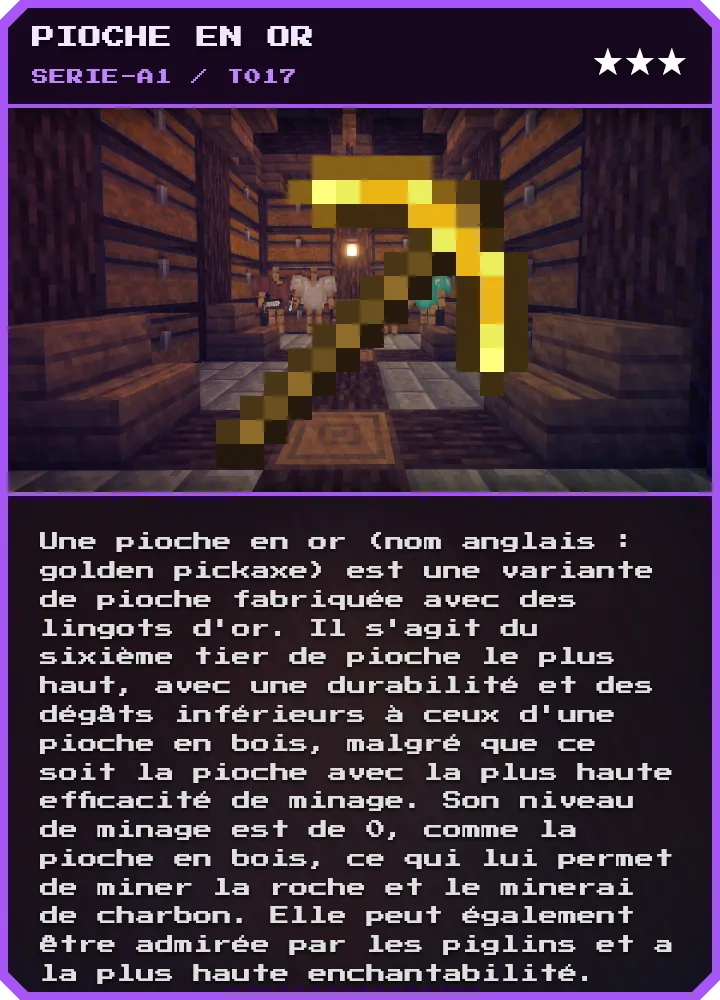 PIOCHE EN OR
SERIE-A1 / T017
★★★
Une pioche en or (nom anglais :
golden pickaxe) est une variante
de pioche fabriquée avec des
lingots d'or. Il s'agit du
sixième tier de pioche le plus
haut, avec une durabilité et des
dégâts inférieurs à ceux d'une
pioche en bois, malgré que ce
soit la pioche avec la plus haute
efficacité de minage. Son niveau
de minage est de 0, comme la
pioche en bois, ce qui lui permet
de miner la roche et le minerai
de charbon. Elle peut également
être admirée par les piglins et a
la plus haute enchantabilité.